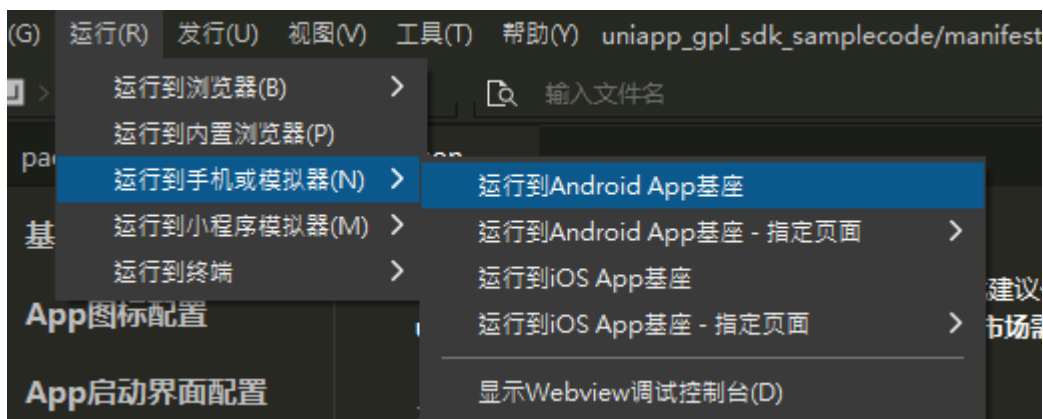 (G) 运行(R) 发行(U) 视图(V) 工具(T) 帮助(Y) uniapp_gpl_sdk_samplecode/manifest
运行到浏览器(B)
输入文件名
运行到内置浏览器(P)
运行到手机或模拟器(N)
运行到Android App基座
基
运行到小程序模拟器(M)
运行到Android App基座 - 指定页面
运行到终端
运行到iOS App基座
建议
App图标配置
运行到iOS App基座 - 指定页面
市场需
App启动界面配置
显示Webview调试控制台(D)